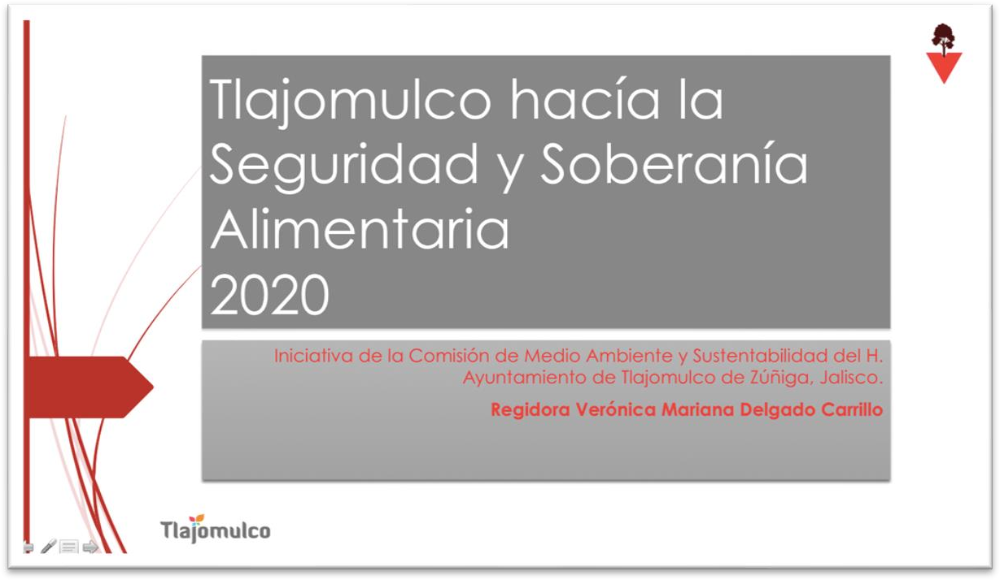 Tlajomulco hacía la
Seguridad y Soberanía
Alimentaria
2020
Iniciativa de la Comisión de Medio Ambiente y Sustentabilidad del H.
Ayuntamiento de Tlajomulco de Zúñiga, Jalisco.
Regidora Verónica Mariana Delgado Carrillo
Tlajomulco